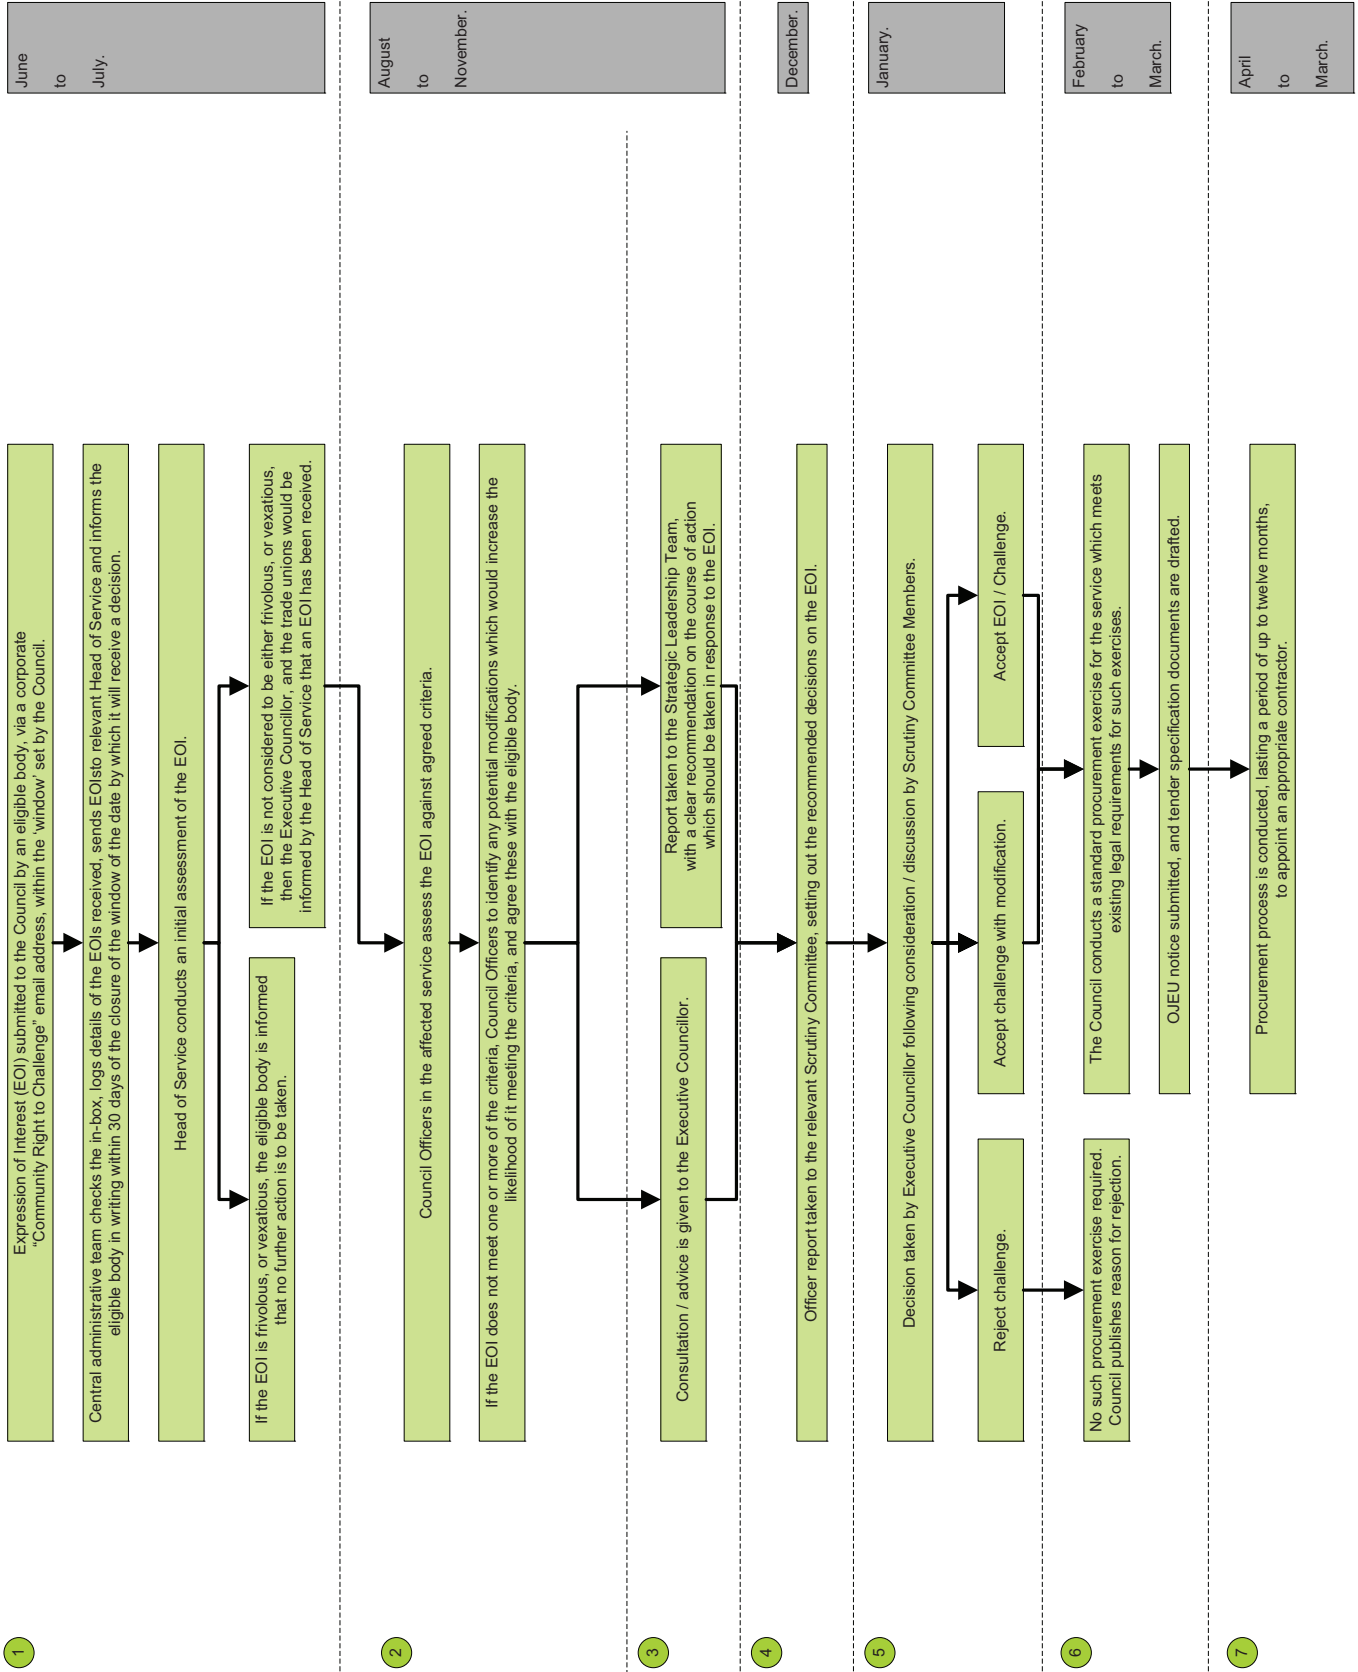 1
Expression of Interest (EOI) submitted to the Council by an eligible body, via a corporate
“Community Right to Challenge” email address, within the ‘window’ set by the Council.
Central administrative team checks the in-box, logs details of the EOIs received, sends EOIsto relevant Head of Service and informs the
eligible body in writing within 30 days of the closure of the window of the date by which it will receive a decision.
Head of Service conducts an initial assessment of the EOI.
If the EOI is frivolous, or vexatious, the eligible body is informed
that no further action is to be taken.
If the EOI is not considered to be either frivolous, or vexatious,
then the Executive Councillor, and the trade unions would be
informed by the Head of Service that an EOI has been received.
June
to
July.
2
Council Officers in the affected service assess the EOI against agreed criteria.
If the EOI does not meet one or more of the criteria, Council Officers to identify any potential modifications which would increase the
likelihood of it meeting the criteria, and agree these with the eligible body.
August
to
November.
3
Consultation / advice is given to the Executive Councillor.
Report taken to the Strategic Leadership Team,
with a clear recommendation on the course of action
which should be taken in response to the EOI.
4
Officer report taken to the relevant Scrutiny Committee, setting out the recommended decisions on the EOI.
December.
5
Decision taken by Executive Councillor following consideration / discussion by Scrutiny Committee Members.
Reject challenge.
Accept challenge with modification.
Accept EOI / Challenge.
January.
6
No such procurement exercise required.
Council publishes reason for rejection.
The Council conducts a standard procurement exercise for the service which meets
existing legal requirements for such exercises.
OJEU notice submitted, and tender specification documents are drafted.
February
to
March.
7
Procurement process is conducted, lasting a period of up to twelve months,
to appoint an appropriate contractor.
April
to
March.